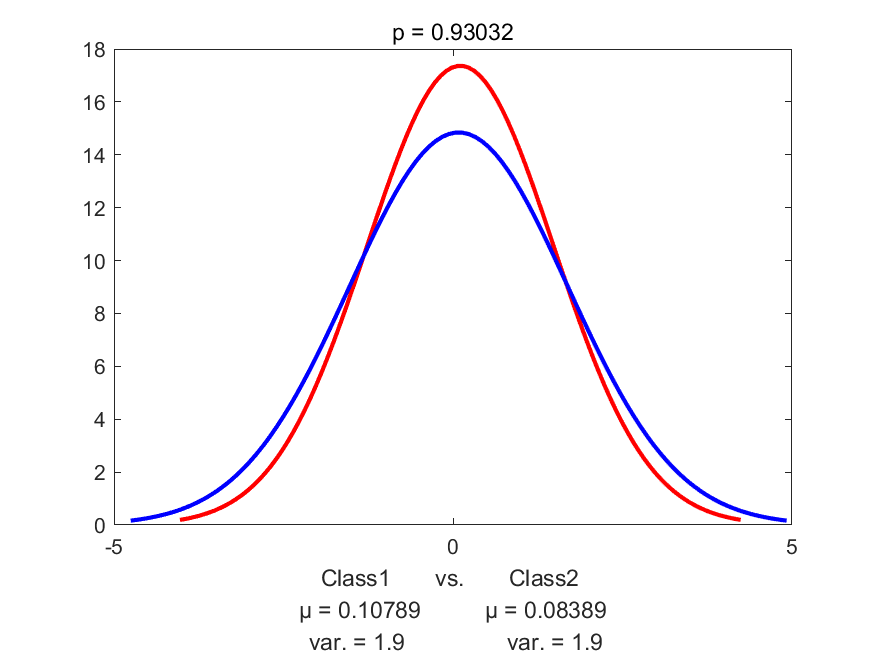 p = 0.93032
18
16
14
12
10
8
6
4
2
0
-5 0 5
Class1 vs. Class2
μ = 0.10789 μ = 0.08389
var. = 1.9 var. = 1.9